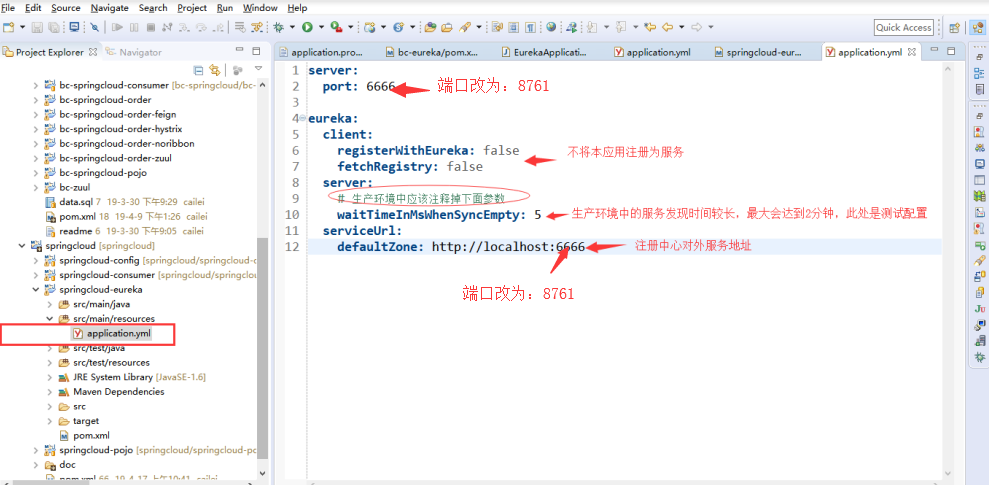 File Edit Source Navigate Search Project Run Window Help
Quick Access
Project Explorer Navigator
application.pro... bc-eureka/pom.x... EurekaApplicati... application.yml springcloud-eur... application.yml
bc-springcloud-consumer [bc-springcloud/bc-
bc-springcloud-order
bc-springcloud-order-feign
bc-springcloud-order-hystrix
bc-springcloud-order-noribbon
bc-springcloud-order-zuul
bc-springcloud-pojo
bc-zuul
data.sql 7 19-3-30 下午9:29 cailei
pom.xml 18 19-4-9 下午1:26 cailei
readme 6 19-3-30 下午9:05 cailei
springcloud [springcloud]
springcloud-config [springcloud/springcloud-c
springcloud-consumer [springcloud/springclou
springcloud-eureka
src/main/java
src/main/resources
application.yml
src/test/java
src/test/resources
JRE System Library [JavaSE-1.6]
Maven Dependencies
src
target
pom.xml
springcloud-pojo [springcloud/springcloud-pc
doc
pom.xml 66 19-4-17 上午10:41 cailei
1 server:
2 port: 6666 端口改为：8761
3
4 eureka:
5 client:
6 registerWithEureka: false 不将本应用注册为服务
7 fetchRegistry: false
8 server:
9 # 生产环境中应该注释掉下面参数
10 waitTimeInMsWhenSyncEmpty: 5 生产环境中的服务发现时间较长，最大会达到2分钟，此处是测试配置
11 serviceUrl:
12 defaultZone: http://localhost:6666 注册中心对外服务地址
端口改为：8761